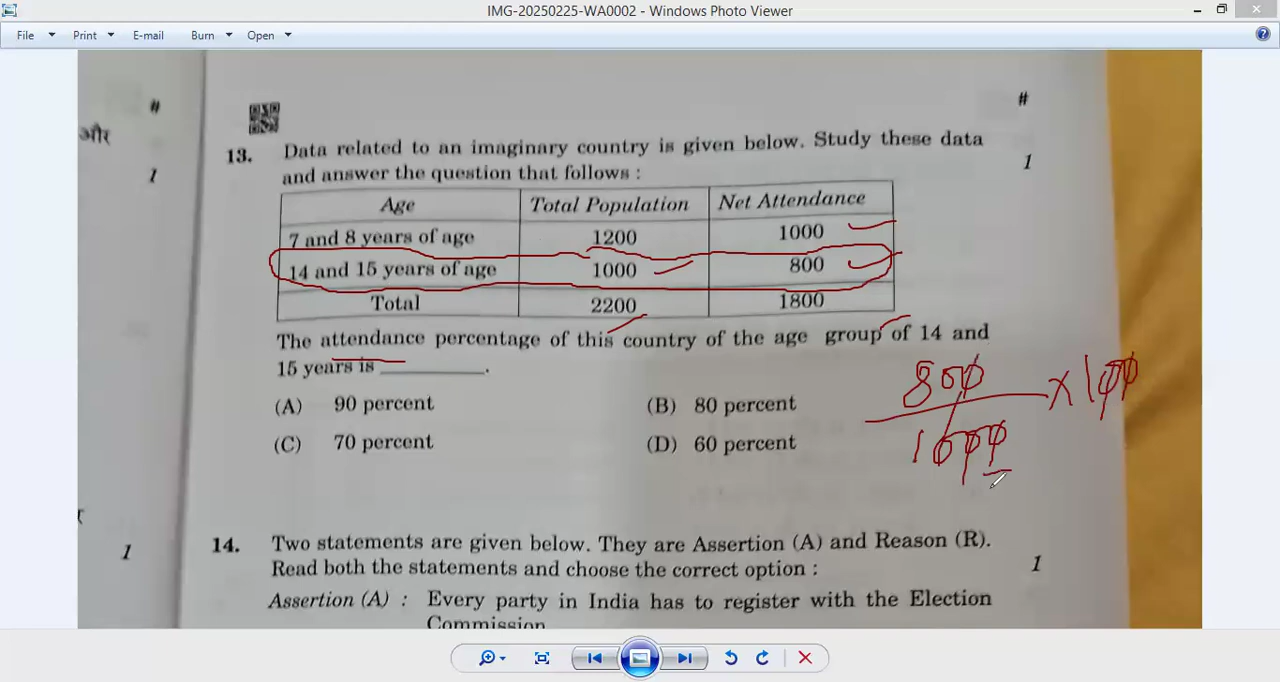 IMG-20250225-WA0002 - Windows Photo Viewer
File Print E-mail Burn Open
#
और
1
#
13. Data related to an imaginary country is given below. Study these data 1
and answer the question that follows :
Age Total Population Net Attendance
7 and 8 years of age 1200 1000
14 and 15 years of age 1000 800
Total 2200 1800
The attendance percentage of this country of the age group of 14 and
15 years is ________.
800 × 100
1000
(A) 90 percent (B) 80 percent
(C) 70 percent (D) 60 percent
1
14. Two statements are given below. They are Assertion (A) and Reason (R).
Read both the statements and choose the correct option : 1
Assertion (A) : Every party in India has to register with the Election
Commission